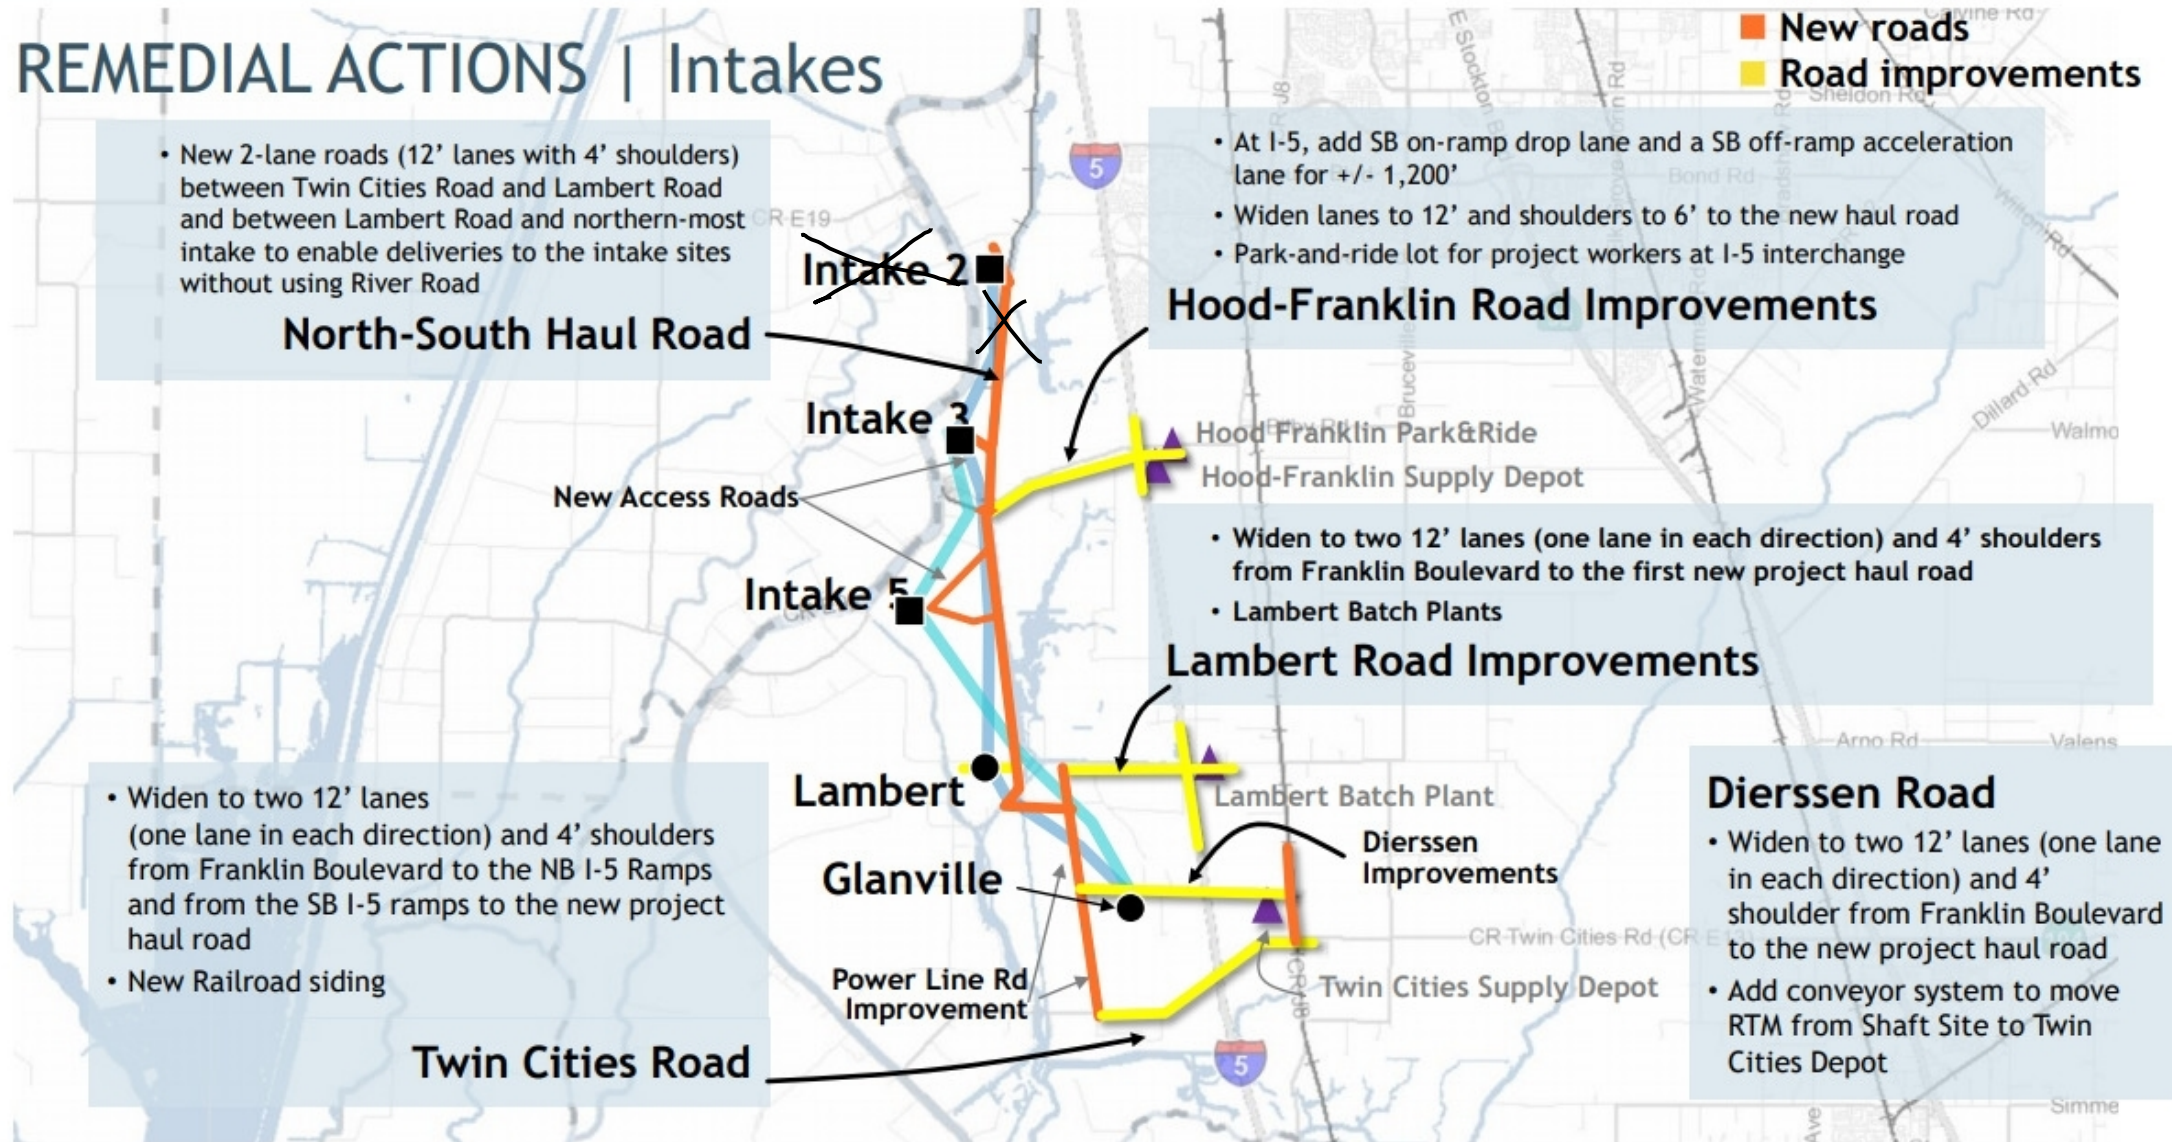 REMEDIAL ACTIONS | Intakes
New roads
Road improvements
• New 2-lane roads (12’ lanes with 4’ shoulders)
between Twin Cities Road and Lambert Road
and between Lambert Road and northern-most
intake to enable deliveries to the intake sites
without using River Road
North-South Haul Road
• At I-5, add SB on-ramp drop lane and a SB off-ramp acceleration
lane for +/- 1,200’
• Widen lanes to 12’ and shoulders to 6’ to the new haul road
• Park-and-ride lot for project workers at I-5 interchange
Hood-Franklin Road Improvements
Calvine Rd
E Stockton Blvd
CR J8
Sheldon Rd
Bond Rd
Wilton Rd
Dillard Rd
Bruceville Rd
5
CR E19
Intake 2
Intake 3
Hood Franklin Park&Ride
Hood-Franklin Supply Depot
Walmo
New Access Roads
Intake 5
• Widen to two 12’ lanes (one lane in each direction) and 4’ shoulders
from Franklin Boulevard to the first new project haul road
• Lambert Batch Plants
Lambert Road Improvements
Arno Rd
Valens
Lambert
Lambert Batch Plant
• Widen to two 12’ lanes
(one lane in each direction) and 4’ shoulders
from Franklin Boulevard to the NB I-5 Ramps
and from the SB I-5 ramps to the new project
haul road
• New Railroad siding
Twin Cities Road
Glanville
Dierssen
Improvements
Power Line Rd
Improvement
CR Twin Cities Rd (CR E13)
Twin Cities Supply Depot
CR J8
5
Dierssen Road
• Widen to two 12’ lanes (one lane
in each direction) and 4’
shoulder from Franklin Boulevard
to the new project haul road
• Add conveyor system to move
RTM from Shaft Site to Twin
Cities Depot
Simme
Ave